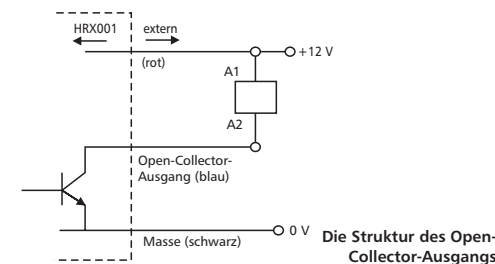 HRX001
extern
+12 V
(rot)
A1
A2
Open-Collector-
Ausgang (blau)
0 V
Masse (schwarz)
Die Struktur des Open-
Collector-Ausgangs